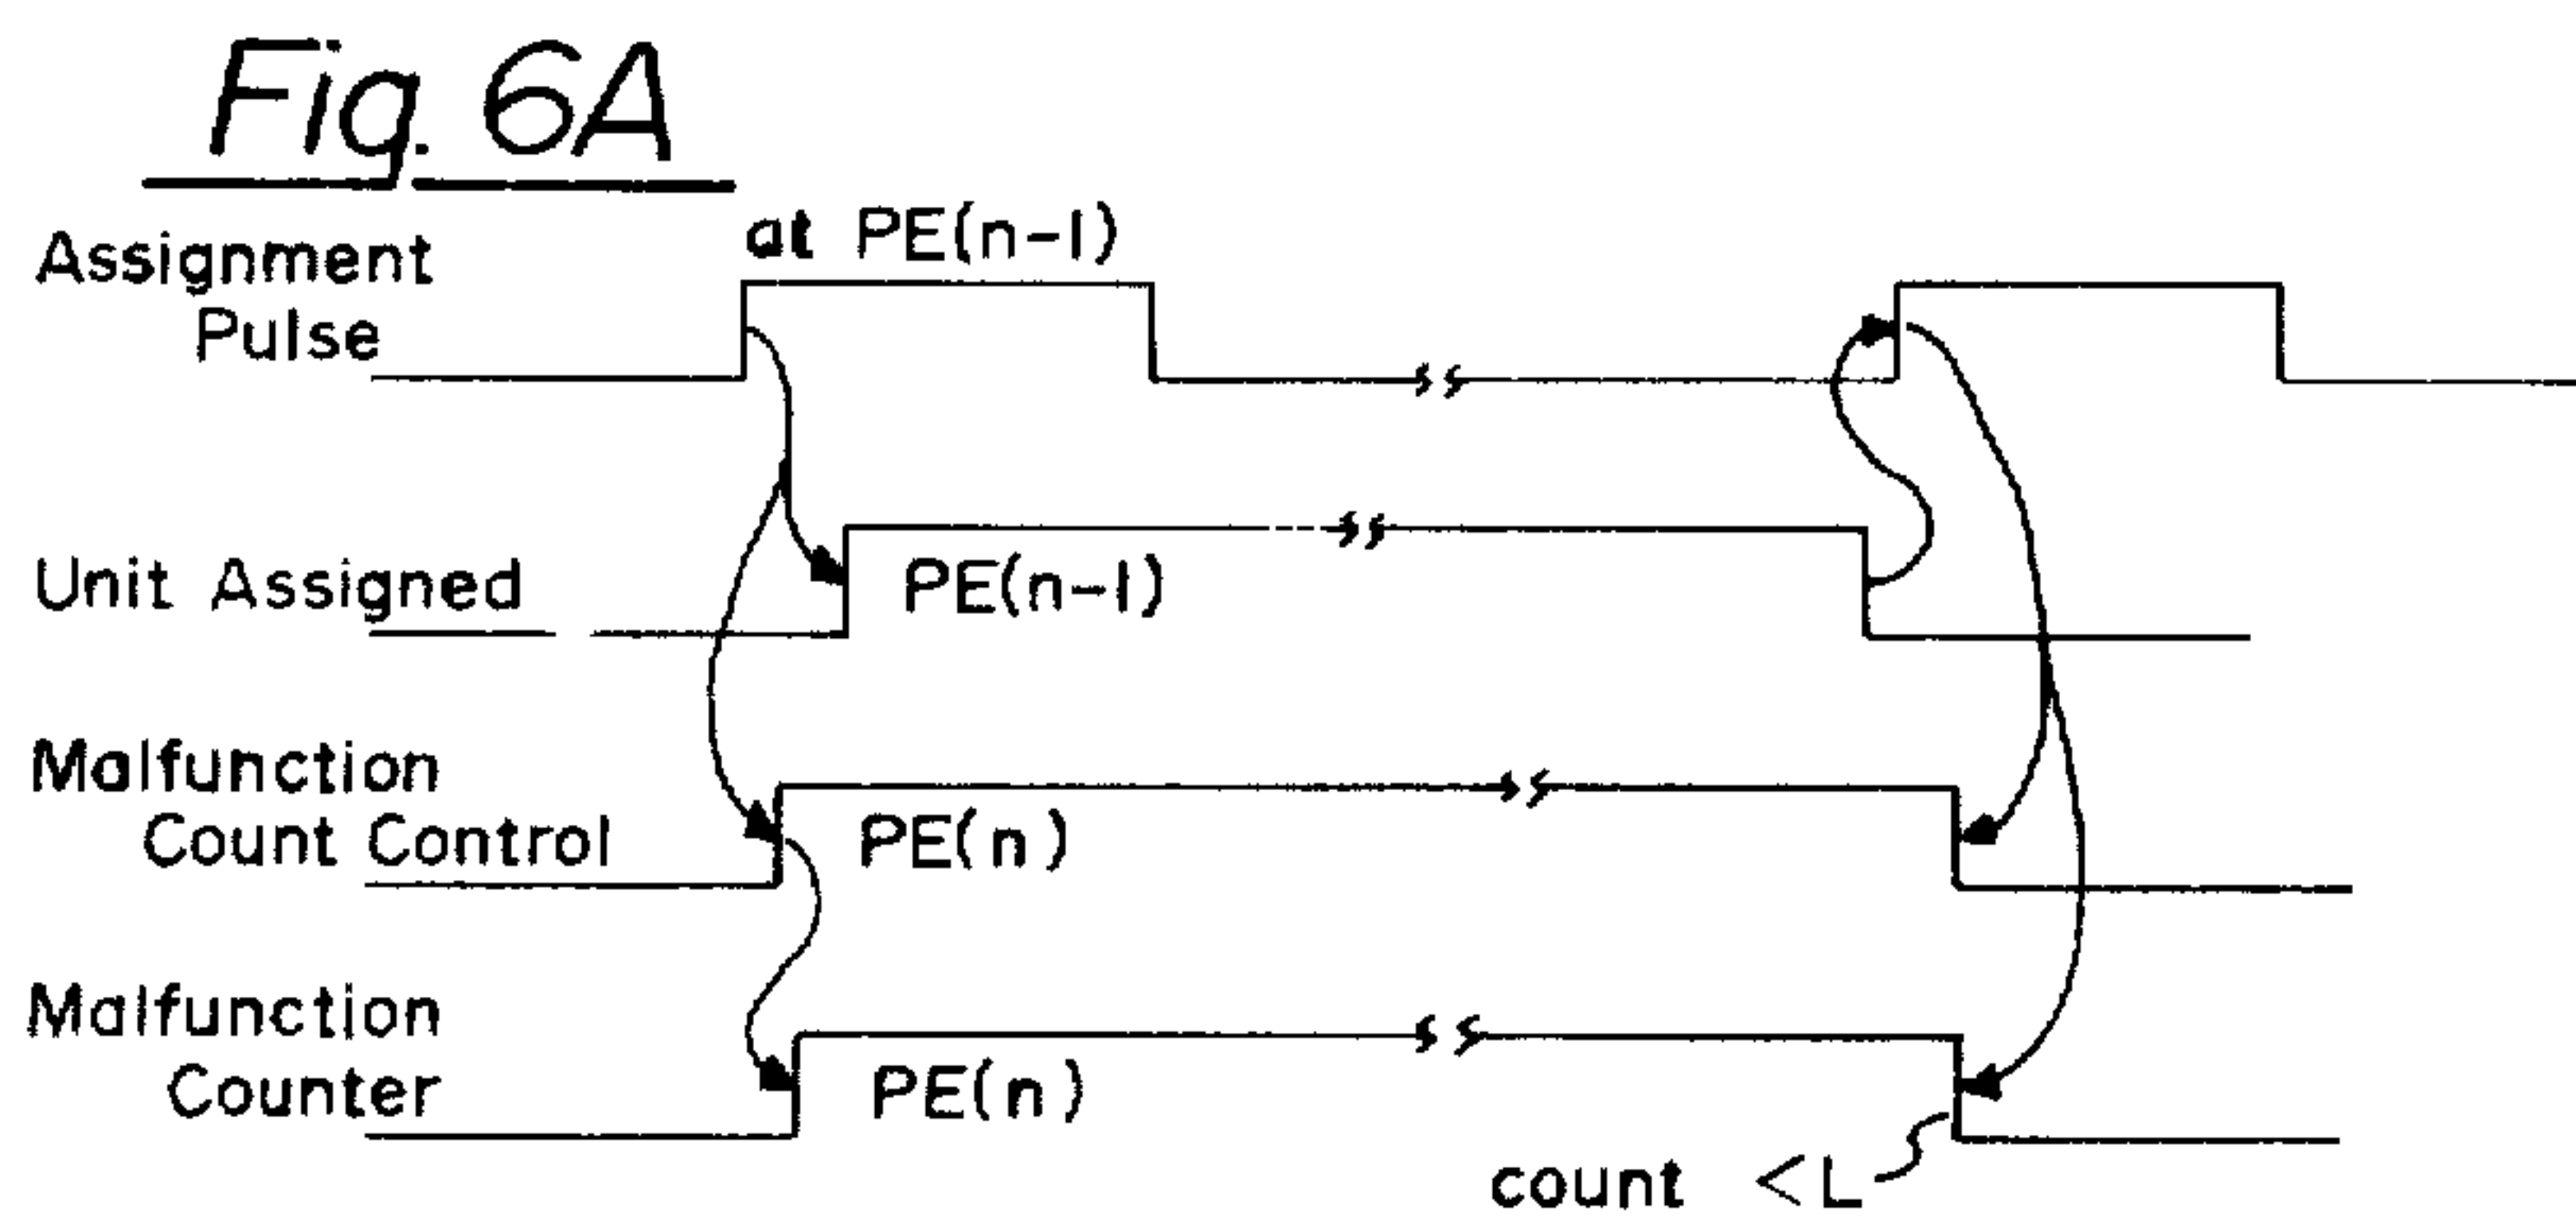 Fig. 6A
Assignment
Pulse
at PE(n-1)
Unit Assigned
PE(n-1)
Malfunction
Count Control
PE(n)
Malfunction
Counter
PE(n)
count <L